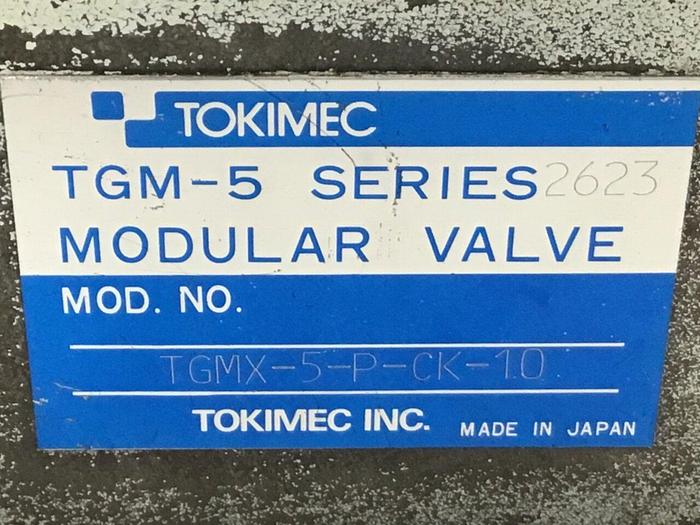 TOKIMEC
TGM-5 SERIES 2623
MODULAR VALVE
MOD. NO.
TGMX-5-P-CK-10
TOKIMEC INC. MADE IN JAPAN